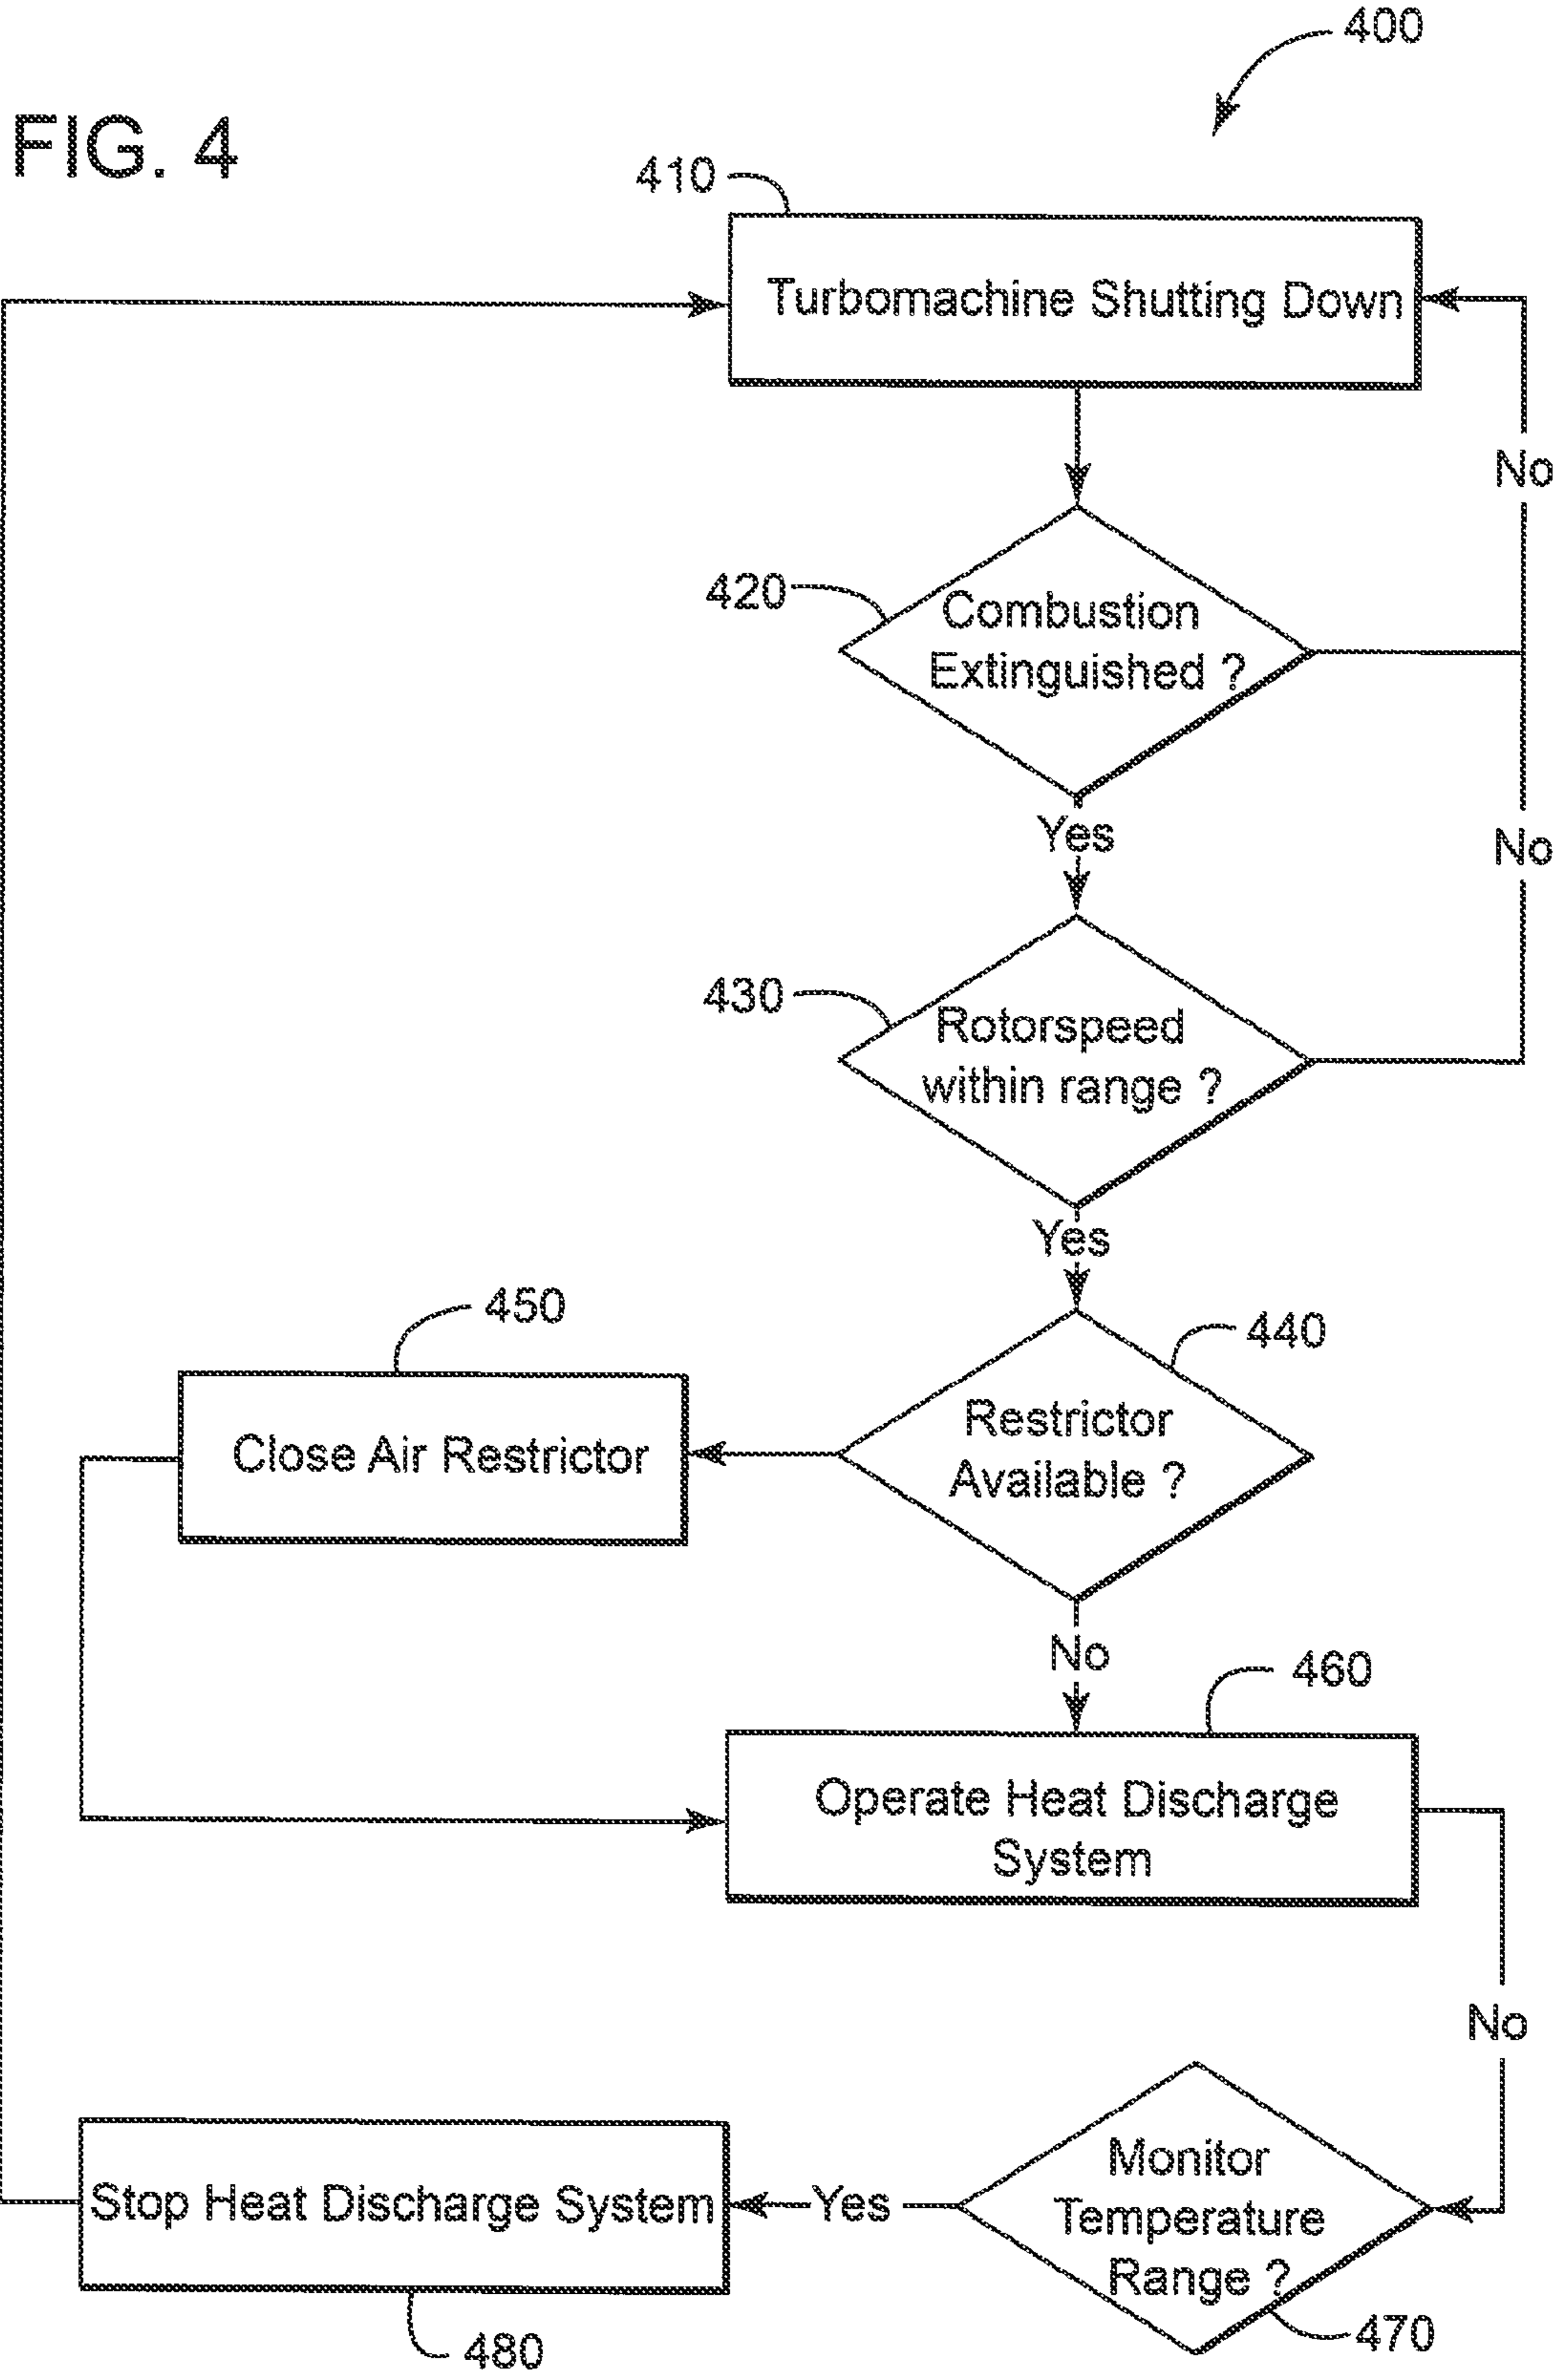 400
FIG. 4
410
Turbomachine Shutting Down
No
420
Combustion
Extinguished ?
Yes
No
430
Rotorspeed
within range ?
Yes
450
440
Close Air Restrictor
Restrictor
Available ?
No
460
Operate Heat Discharge
System
No
Monitor
Temperature
Range ?
Yes
Stop Heat Discharge System
470
480